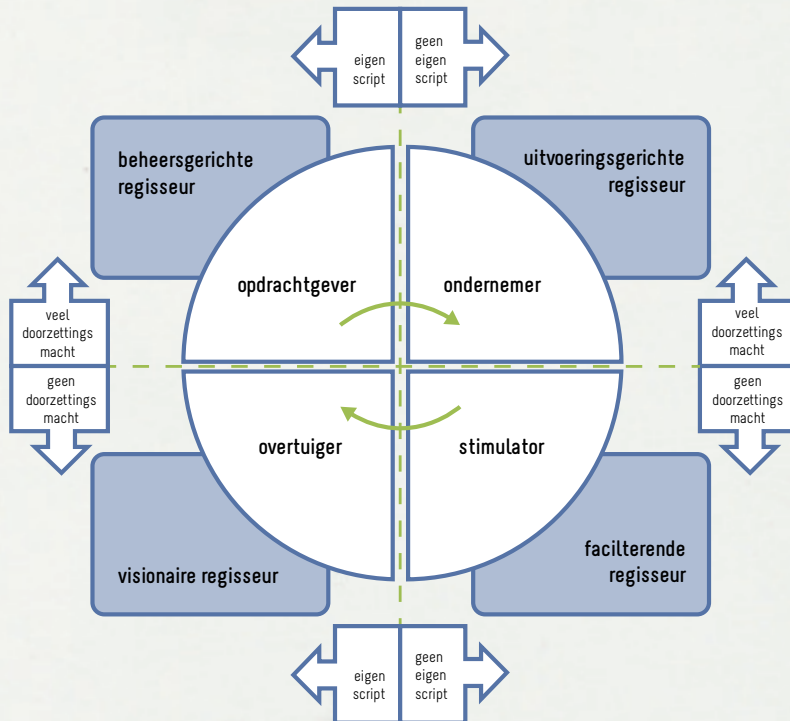 eigen
script
geen
eigen
script
beheersgerichte
regisseur
uitvoeringsgerichte
regisseur
opdrachtgever
ondernemer
veel
doorzettings
macht
geen
doorzettings
macht
veel
doorzettings
macht
geen
doorzettings
macht
overtuiger
stimulator
visionaire regisseur
facilterende
regisseur
eigen
script
geen
eigen
script